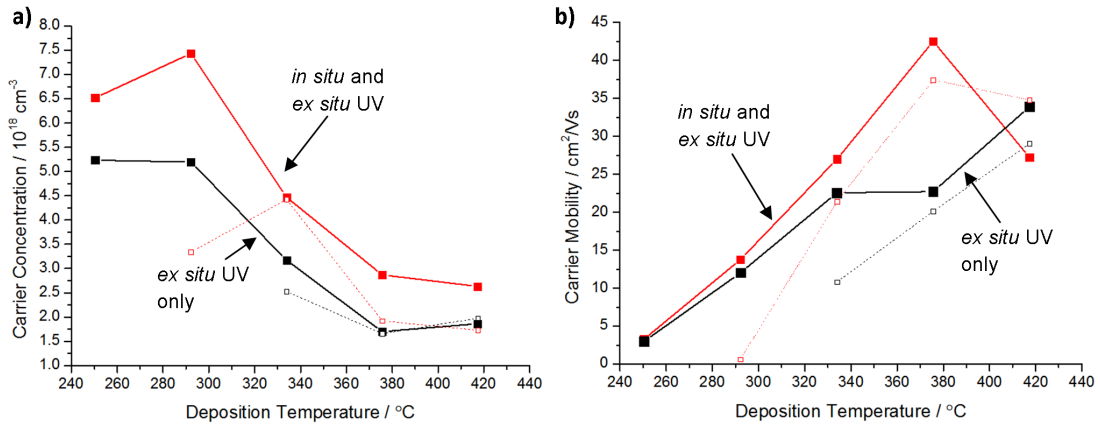 a)
Carrier Concentration / 10¹⁸ cm⁻³
8.0
7.5
7.0
6.5
6.0
5.5
5.0
4.5
4.0
3.5
3.0
2.5
2.0
1.5
1.0
in situ and
ex situ UV
ex situ UV
only
240 260 280 300 320 340 360 380 400 420 440
Deposition Temperature / °C
b)
Carrier Mobility / cm²/Vs
45
40
35
30
25
20
15
10
5
0
in situ and
ex situ UV
ex situ UV
only
240 260 280 300 320 340 360 380 400 420 440
Deposition Temperature / °C